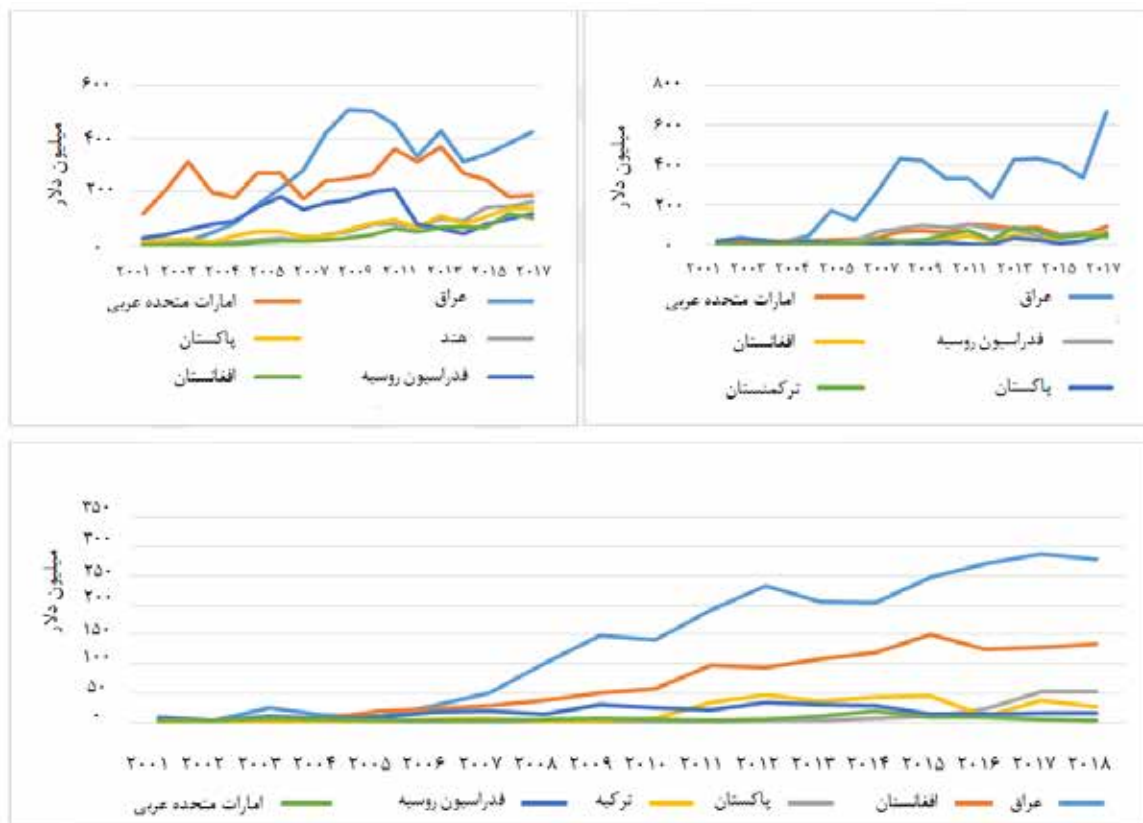 میلیون دلار
۸۰۰
۶۰۰
۴۰۰
۲۰۰
۰
۲۰۰۱ ۲۰۰۳ ۲۰۰۴ ۲۰۰۵ ۲۰۰۷ ۲۰۰۹ ۲۰۱۱ ۲۰۱۳ ۲۰۱۵ ۲۰۱۷
عراق امارات متحده عربی
فدراسیون روسیه افغانستان
پاکستان ترکمنستان
میلیون دلار
۶۰۰
۴۰۰
۲۰۰
۰
۲۰۰۱ ۲۰۰۳ ۲۰۰۴ ۲۰۰۵ ۲۰۰۷ ۲۰۰۹ ۲۰۱۱ ۲۰۱۳ ۲۰۱۵ ۲۰۱۷
عراق امارات متحده عربی
هند پاکستان
فدراسیون روسیه افغانستان
میلیون دلار
۳۵۰
۳۰۰
۲۵۰
۲۰۰
۱۵۰
۱۰۰
۵۰
۰
۲۰۰۱ ۲۰۰۲ ۲۰۰۳ ۲۰۰۴ ۲۰۰۵ ۲۰۰۶ ۲۰۰۷ ۲۰۰۸ ۲۰۰۹ ۲۰۱۰ ۲۰۱۱ ۲۰۱۲ ۲۰۱۳ ۲۰۱۴ ۲۰۱۵ ۲۰۱۶ ۲۰۱۷ ۲۰۱۸
عراق افغانستان پاکستان ترکیه فدراسیون روسیه امارات متحده عربی